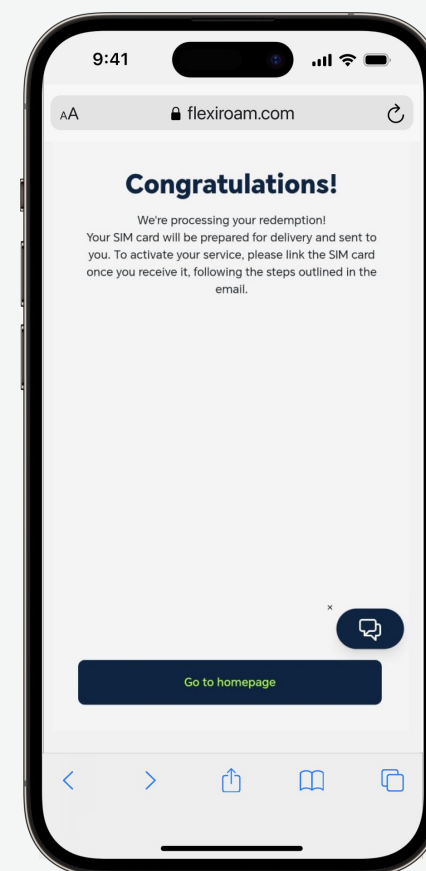 9:41
AA
flexiroam.com
Congratulations!
We're processing your redemption!
Your SIM card will be prepared for delivery and sent to
you. To activate your service, please link the SIM card
once you receive it, following the steps outlined in the
email.
×
Go to homepage